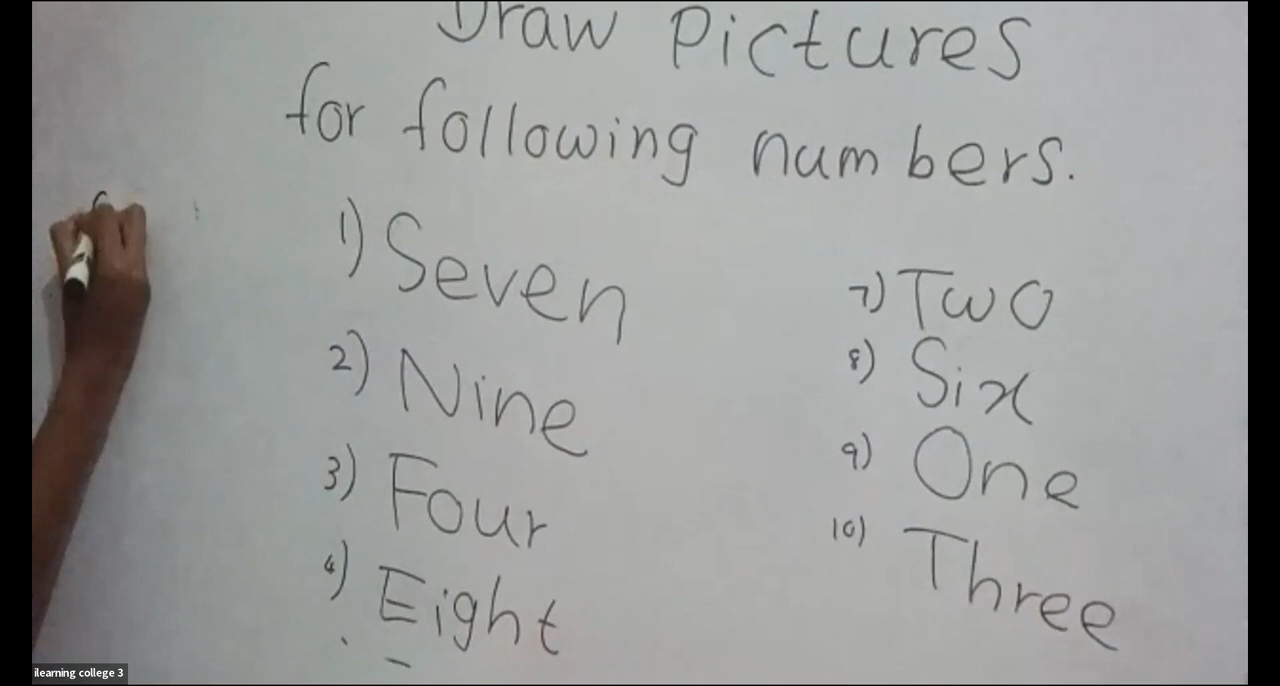 Draw Pictures
for following numbers.
1) Seven
2) Nine
3) Four
4) Eight
7) Two
8) Six
9) One
10) Three
ilearning college 3